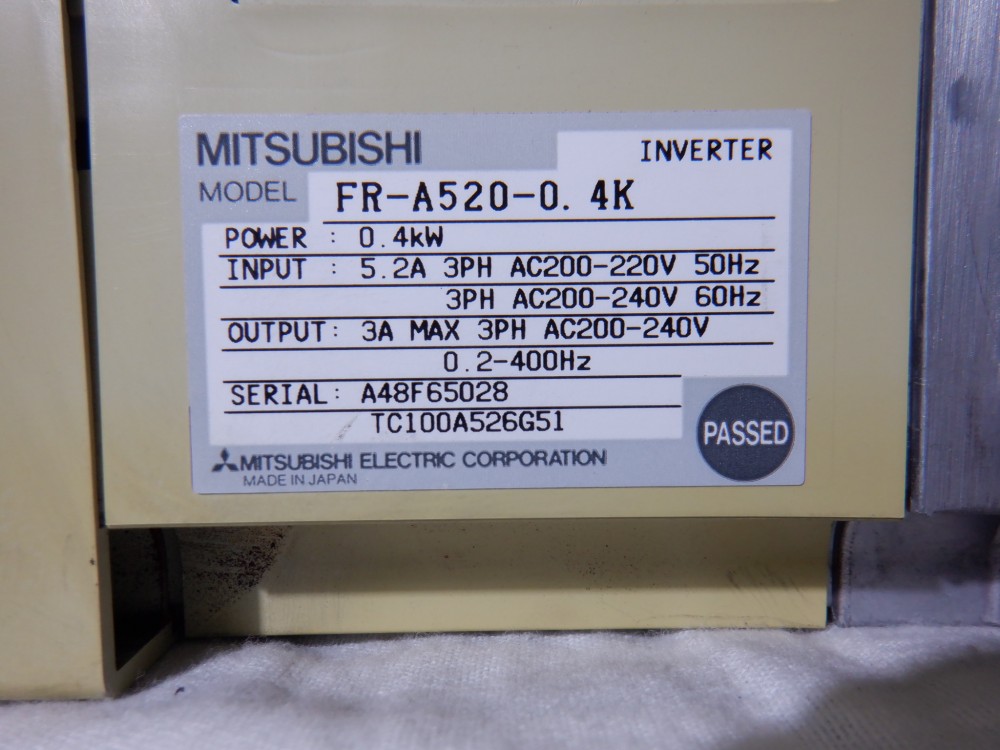 MITSUBISHI INVERTER
MODEL FR-A520-0.4K
POWER : 0.4kW
INPUT : 5.2A 3PH AC200-220V 50Hz
3PH AC200-240V 60Hz
OUTPUT: 3A MAX 3PH AC200-240V
0.2-400Hz
SERIAL: A48F65028
TC100A526G51
PASSED
MITSUBISHI ELECTRIC CORPORATION
MADE IN JAPAN